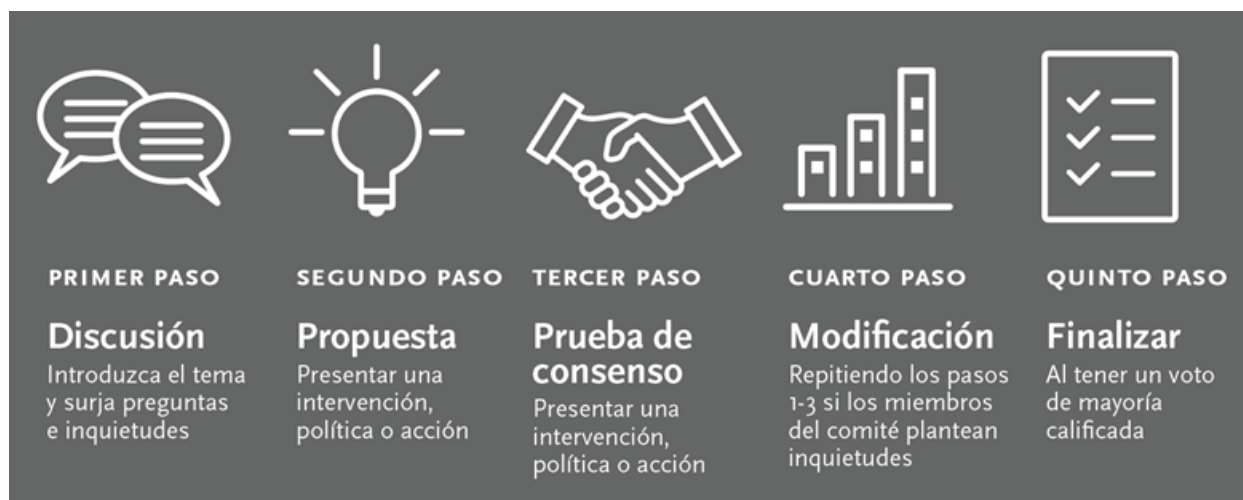 PRIMER PASO
Discusión
Introduzca el tema
y surja preguntas
e inquietudes
SEGUNDO PASO
Propuesta
Presentar una
intervención,
política o acción
TERCER PASO
Prueba de
consenso
Presentar una
intervención,
política o acción
CUARTO PASO
Modificación
Repitiendo los pasos
1-3 si los miembros
del comité plantean
inquietudes
QUINTO PASO
Finalizar
Al tener un voto
de mayoría
calificada